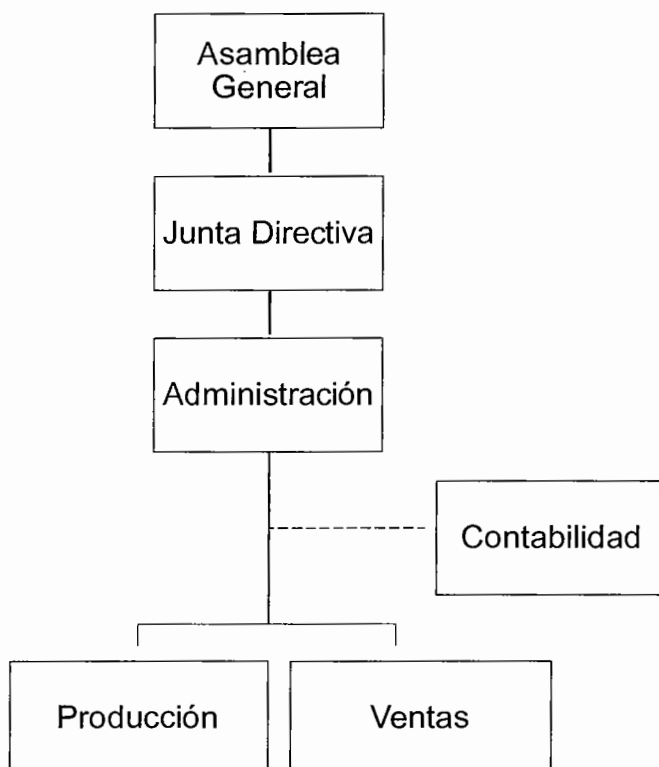 Asamblea
General
Junta Directiva
Administración
Contabilidad
Producción
Ventas